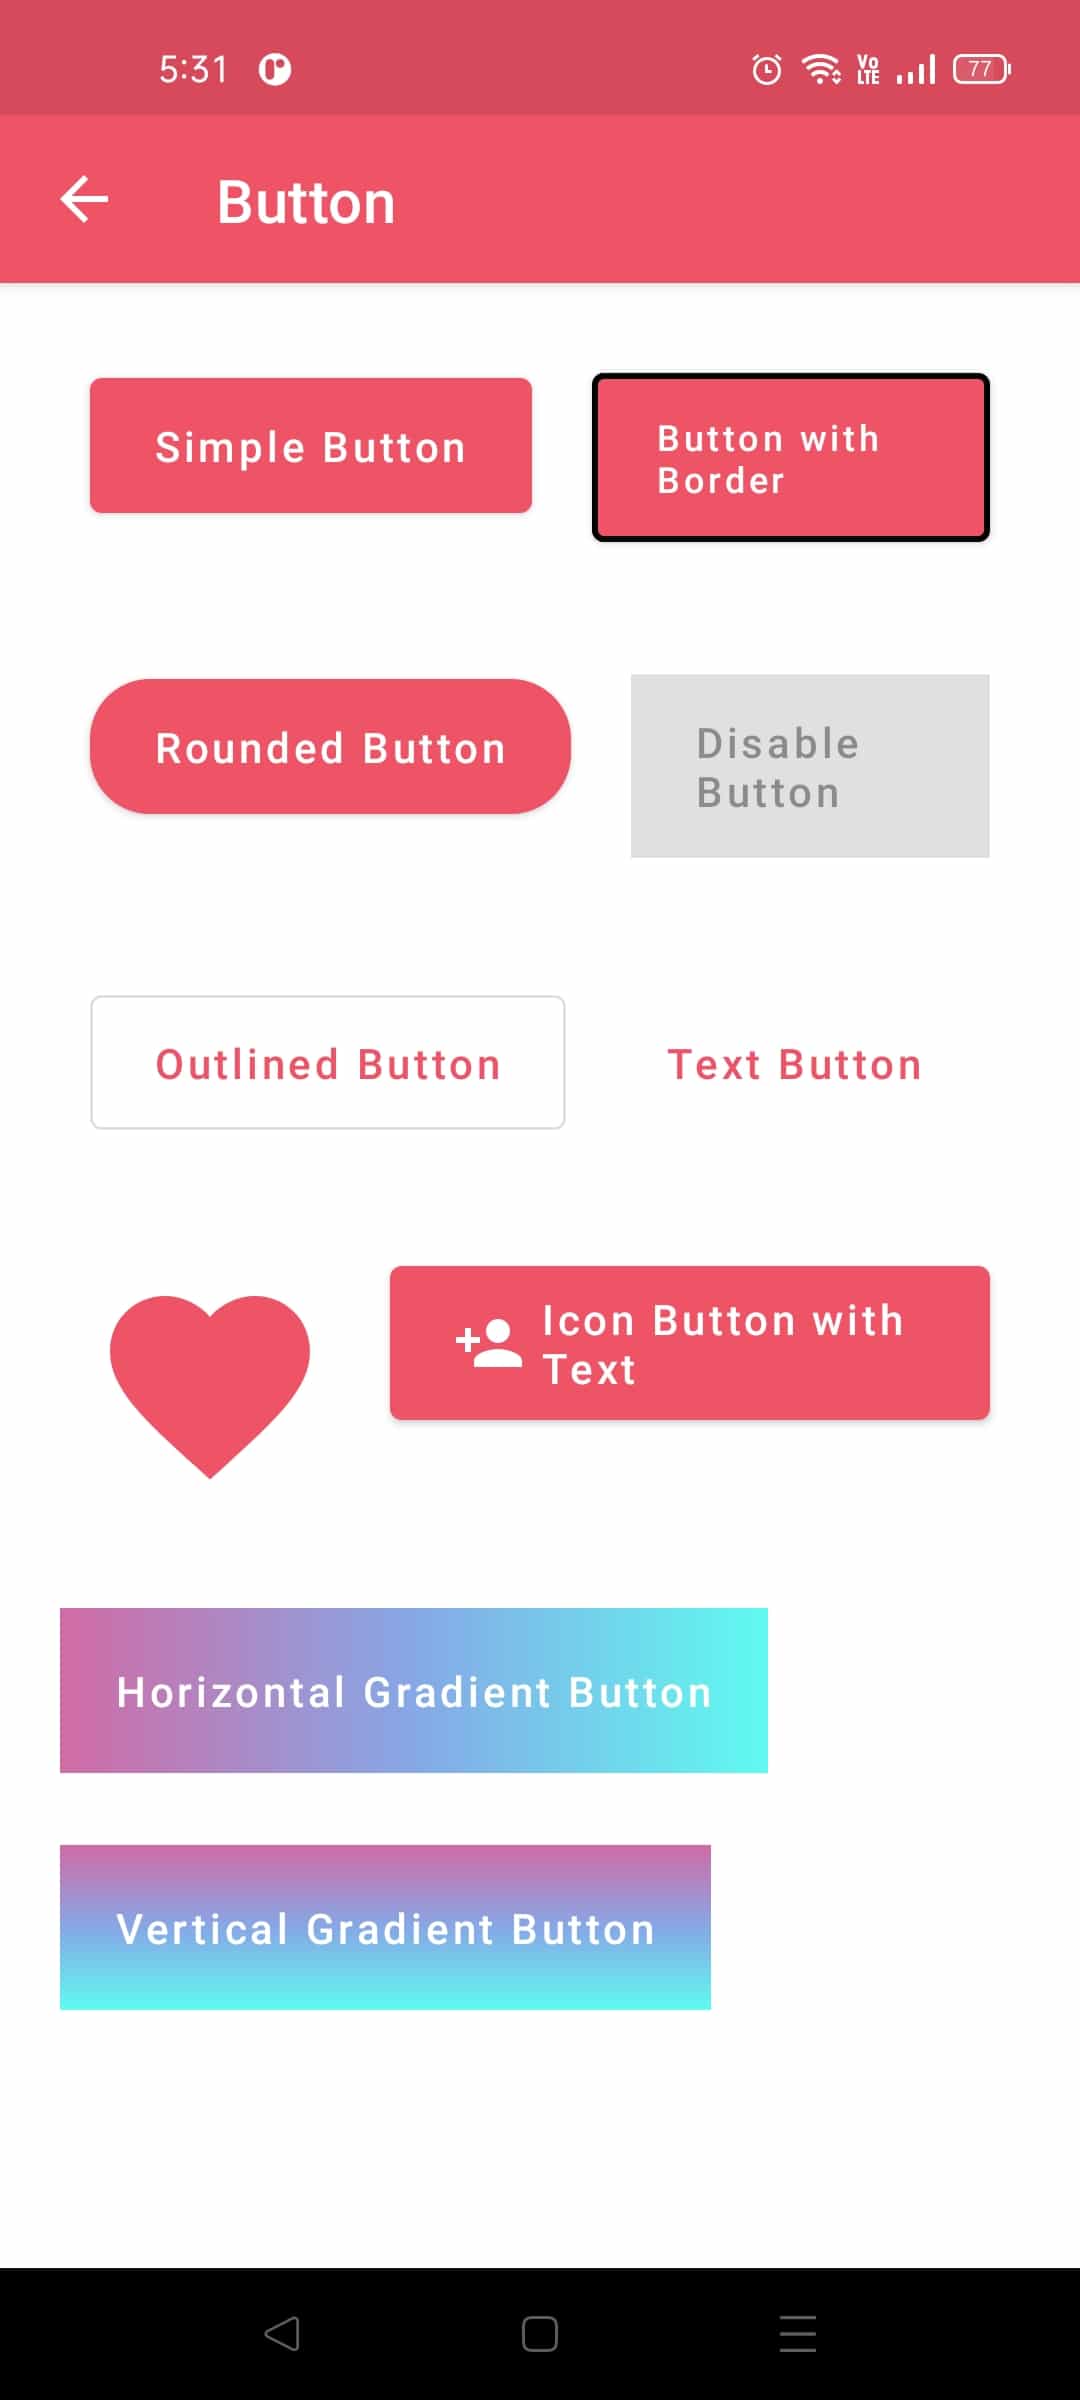 5:31
Vo
LTE
77
Button
Simple Button
Button with
Border
Rounded Button
Disable
Button
Outlined Button
Text Button
Icon Button with
Text
Horizontal Gradient Button
Vertical Gradient Button